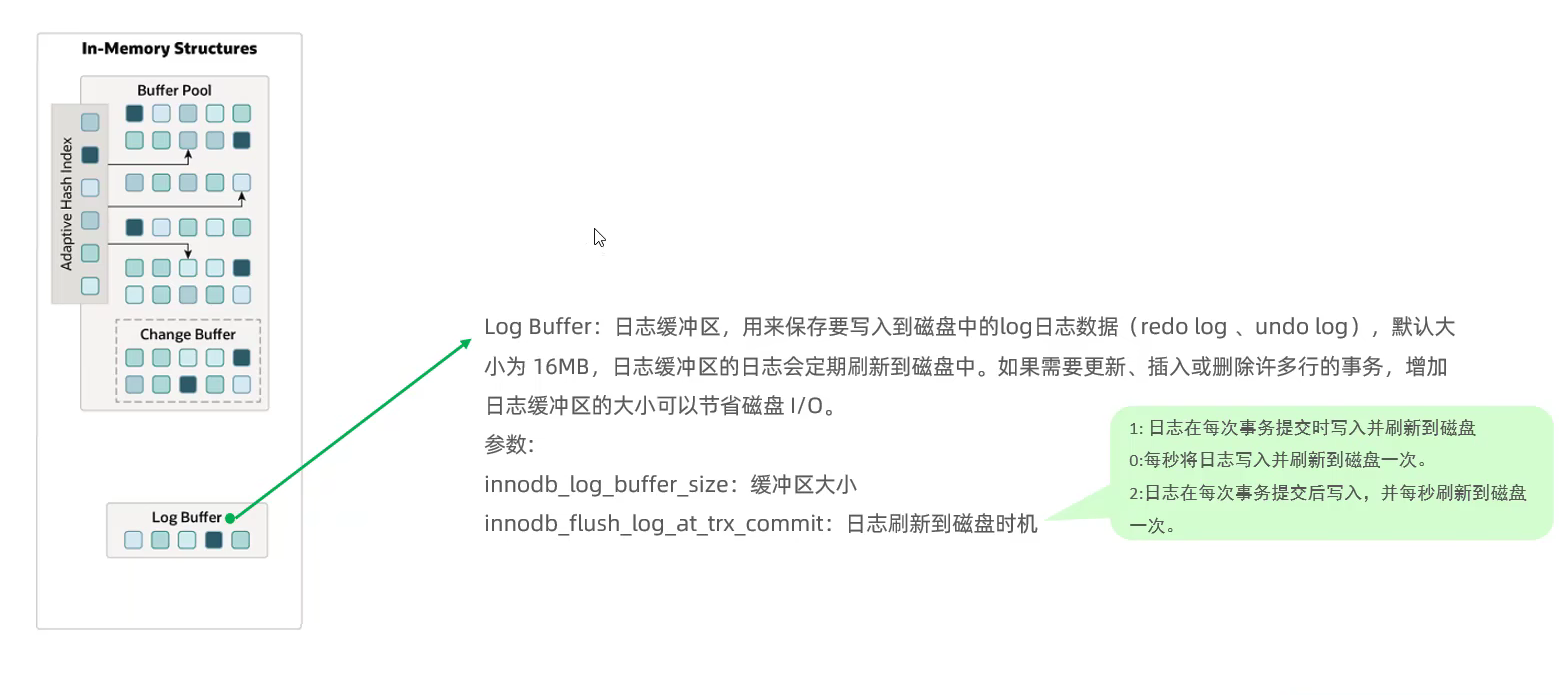 In-Memory Structures
Buffer Pool
Adaptive Hash Index
Change Buffer
Log Buffer
Log Buffer：日志缓冲区，用来保存要写入到磁盘中的log日志数据（redo log 、undo log），默认大
小为 16MB，日志缓冲区的日志会定期刷新到磁盘中。如果需要更新、插入或删除许多行的事务，增加
日志缓冲区的大小可以节省磁盘 I/O。
参数：
innodb_log_buffer_size：缓冲区大小
innodb_flush_log_at_trx_commit：日志刷新到磁盘时机
1: 日志在每次事务提交时写入并刷新到磁盘
0:每秒将日志写入并刷新到磁盘一次。
2:日志在每次事务提交后写入，并每秒刷新到磁盘
一次。